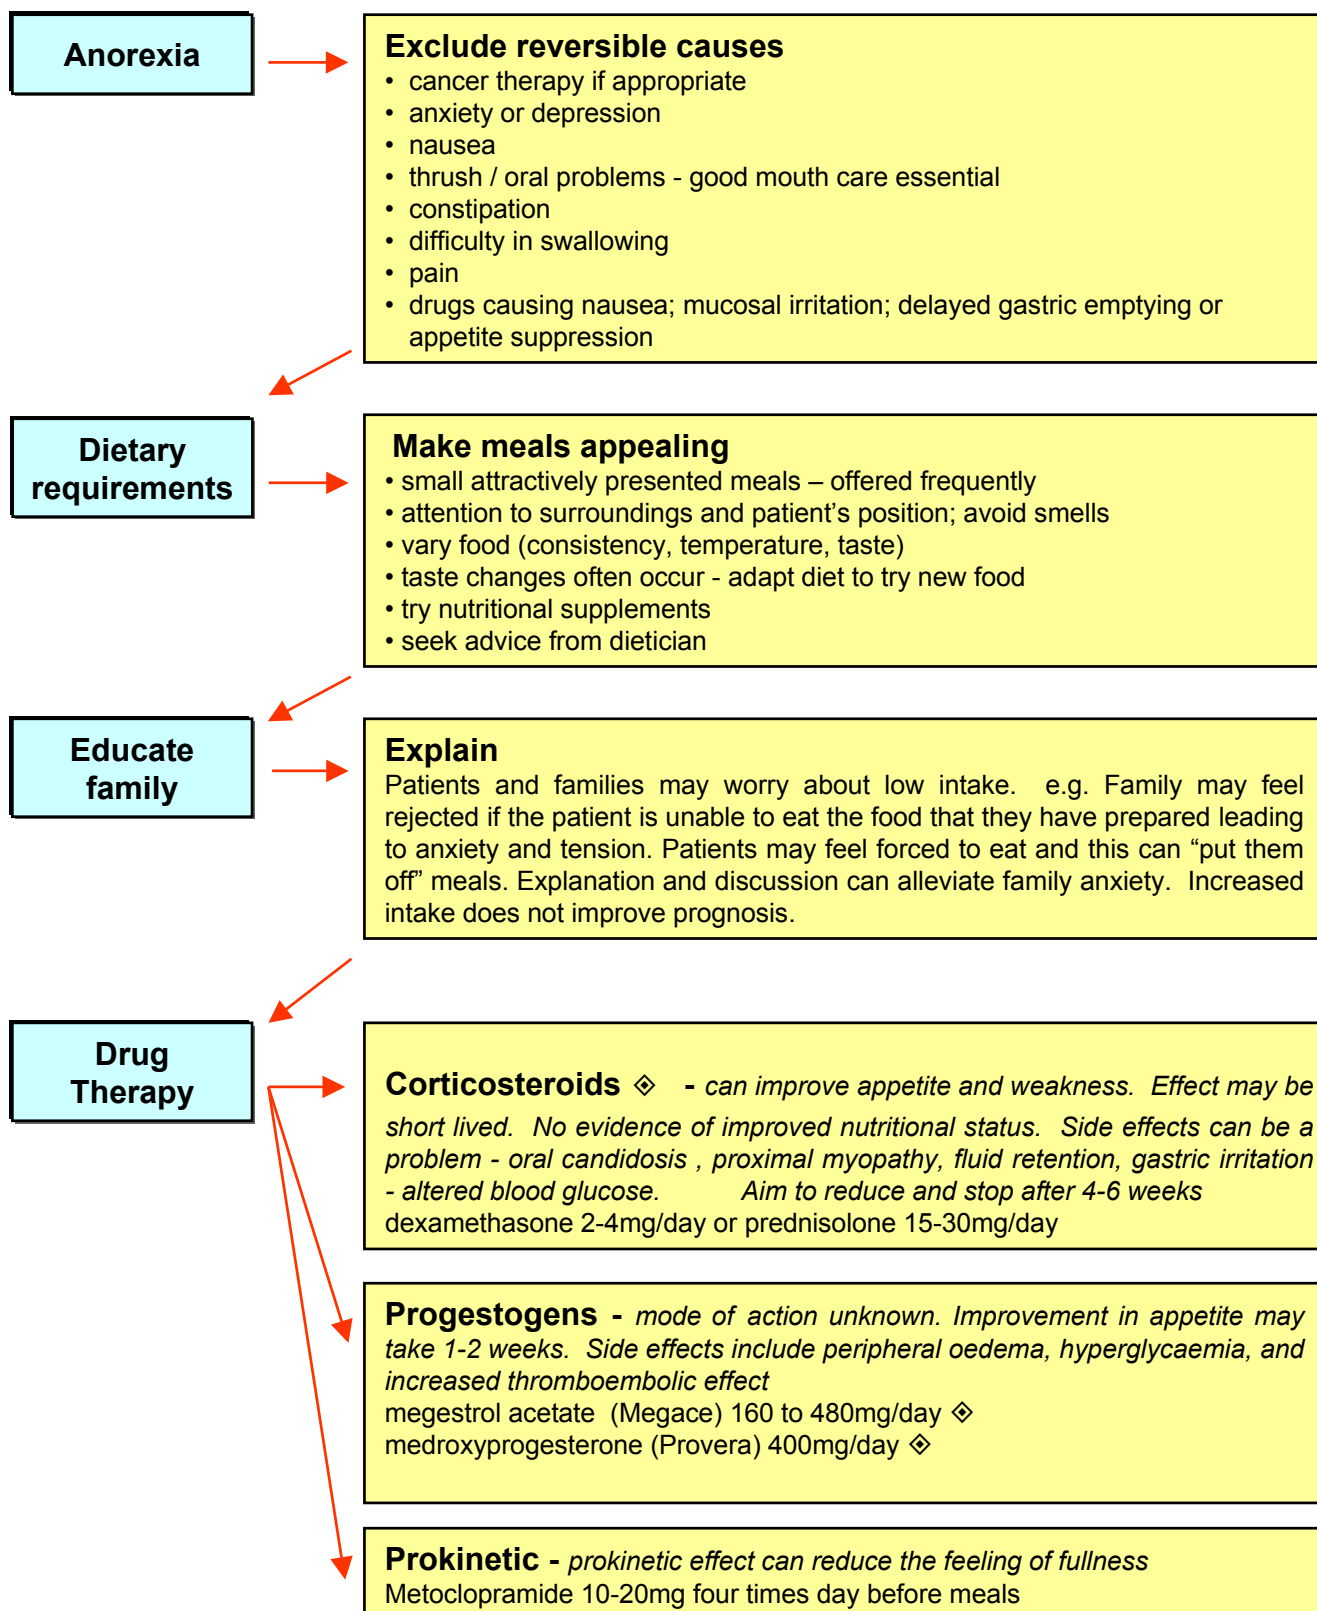 Anorexia
Exclude reversible causes
• cancer therapy if appropriate
• anxiety or depression
• nausea
• thrush / oral problems - good mouth care essential
• constipation
• difficulty in swallowing
• pain
• drugs causing nausea; mucosal irritation; delayed gastric emptying or
appetite suppression
Dietary
requirements
Make meals appealing
• small attractively presented meals – offered frequently
• attention to surroundings and patient's position; avoid smells
• vary food (consistency, temperature, taste)
• taste changes often occur - adapt diet to try new food
• try nutritional supplements
• seek advice from dietician
Educate
family
Explain
Patients and families may worry about low intake. e.g. Family may feel
rejected if the patient is unable to eat the food that they have prepared leading
to anxiety and tension. Patients may feel forced to eat and this can “put them
off” meals. Explanation and discussion can alleviate family anxiety. Increased
intake does not improve prognosis.
Drug
Therapy
Corticosteroids ◈ - can improve appetite and weakness. Effect may be
short lived. No evidence of improved nutritional status. Side effects can be a
problem - oral candidosis , proximal myopathy, fluid retention, gastric irritation
- altered blood glucose. Aim to reduce and stop after 4-6 weeks
dexamethasone 2-4mg/day or prednisolone 15-30mg/day
Progestogens - mode of action unknown. Improvement in appetite may
take 1-2 weeks. Side effects include peripheral oedema, hyperglycaemia, and
increased thromboembolic effect
megestrol acetate (Megace) 160 to 480mg/day ◈
medroxyprogesterone (Provera) 400mg/day ◈
Prokinetic - prokinetic effect can reduce the feeling of fullness
Metoclopramide 10-20mg four times day before meals